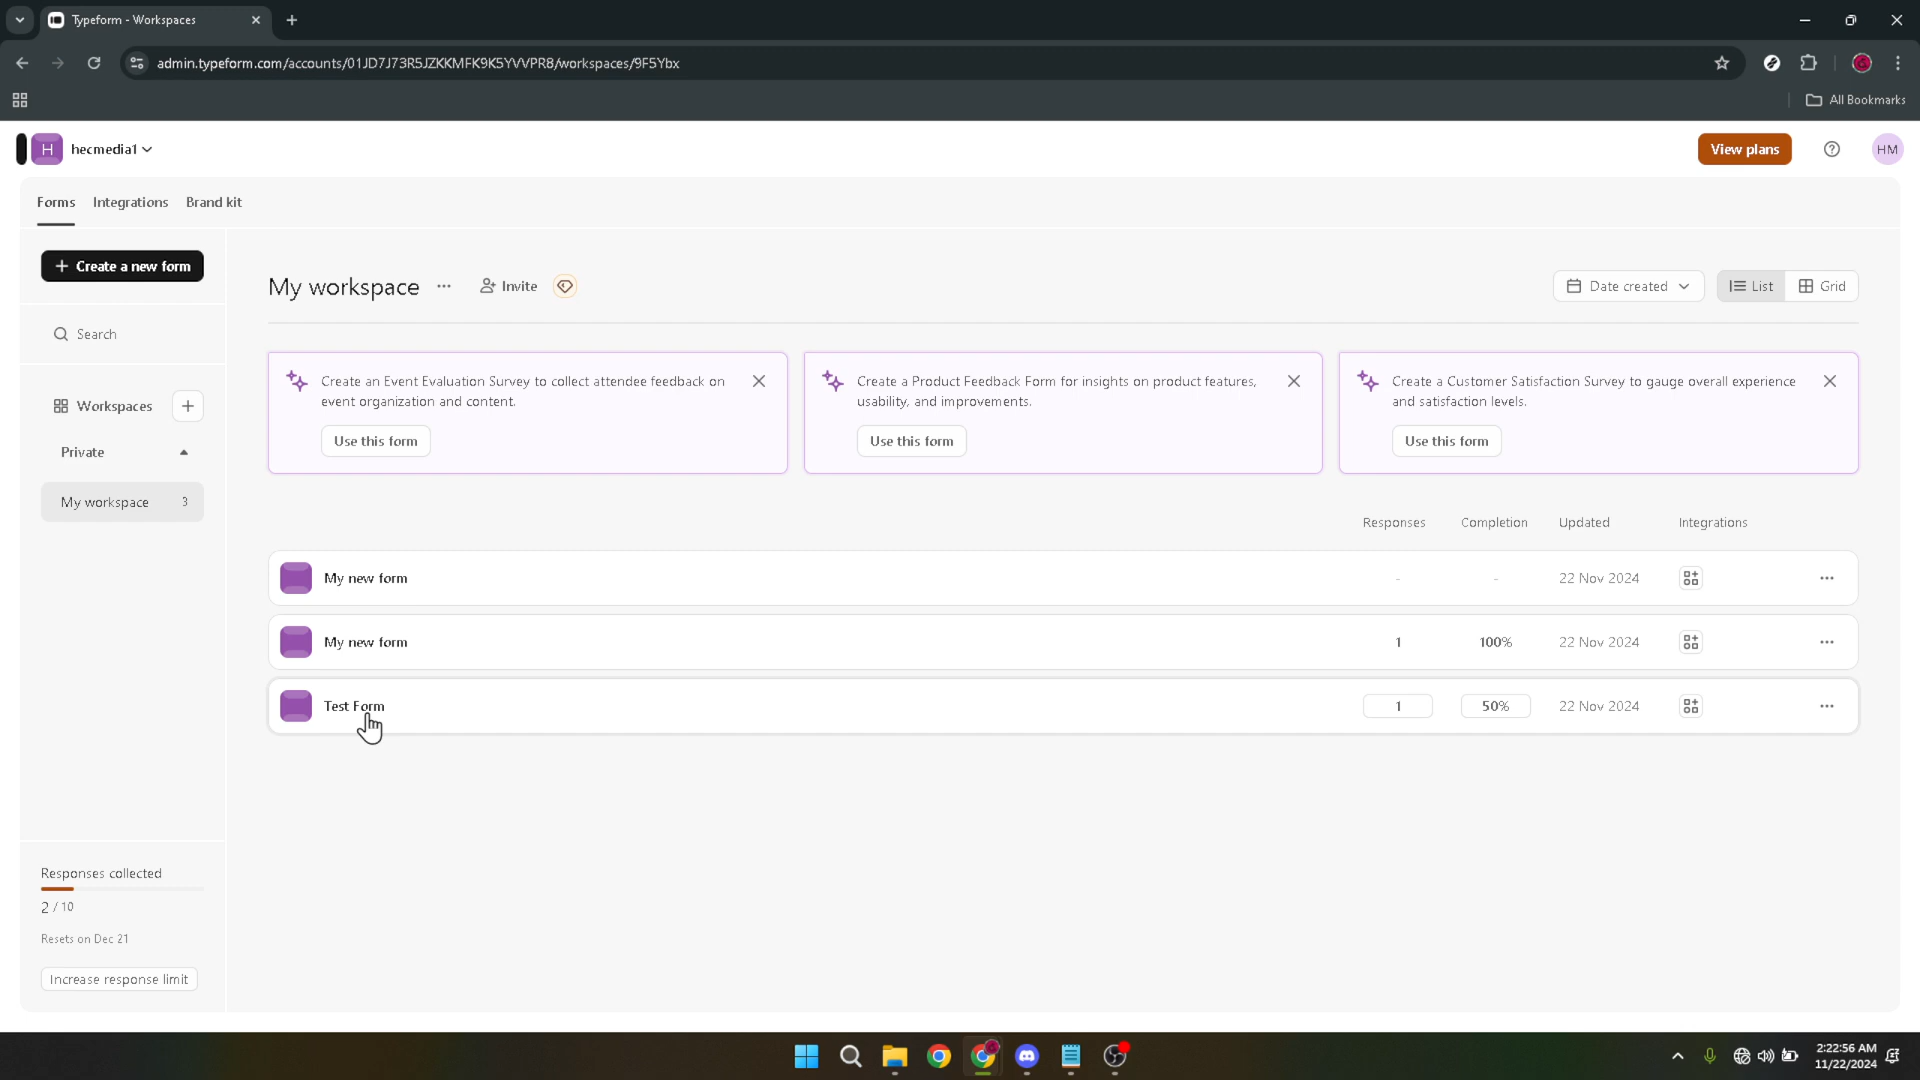 Typeform - Workspaces
admin.typeform.com/accounts/01JD7J73R5JZKKMFK9K5YVVPR8/workspaces/9F5Ybx
All Bookmarks
H hecmedia1
View plans
HM
Forms Integrations Brand kit
+ Create a new form
My workspace
Invite
Date created
List Grid
Search
Create an Event Evaluation Survey to collect attendee feedback on
event organization and content.
Use this form
Create a Product Feedback Form for insights on product features,
usability, and improvements.
Use this form
Create a Customer Satisfaction Survey to gauge overall experience
and satisfaction levels.
Use this form
Workspaces
Private
My workspace 3
Responses Completion Updated Integrations
My new form - - 22 Nov 2024
My new form 1 100% 22 Nov 2024
Test Form 1 50% 22 Nov 2024
Responses collected
2 / 10
Resets on Dec 21
Increase response limit
2:22:56 AM
11/22/2024